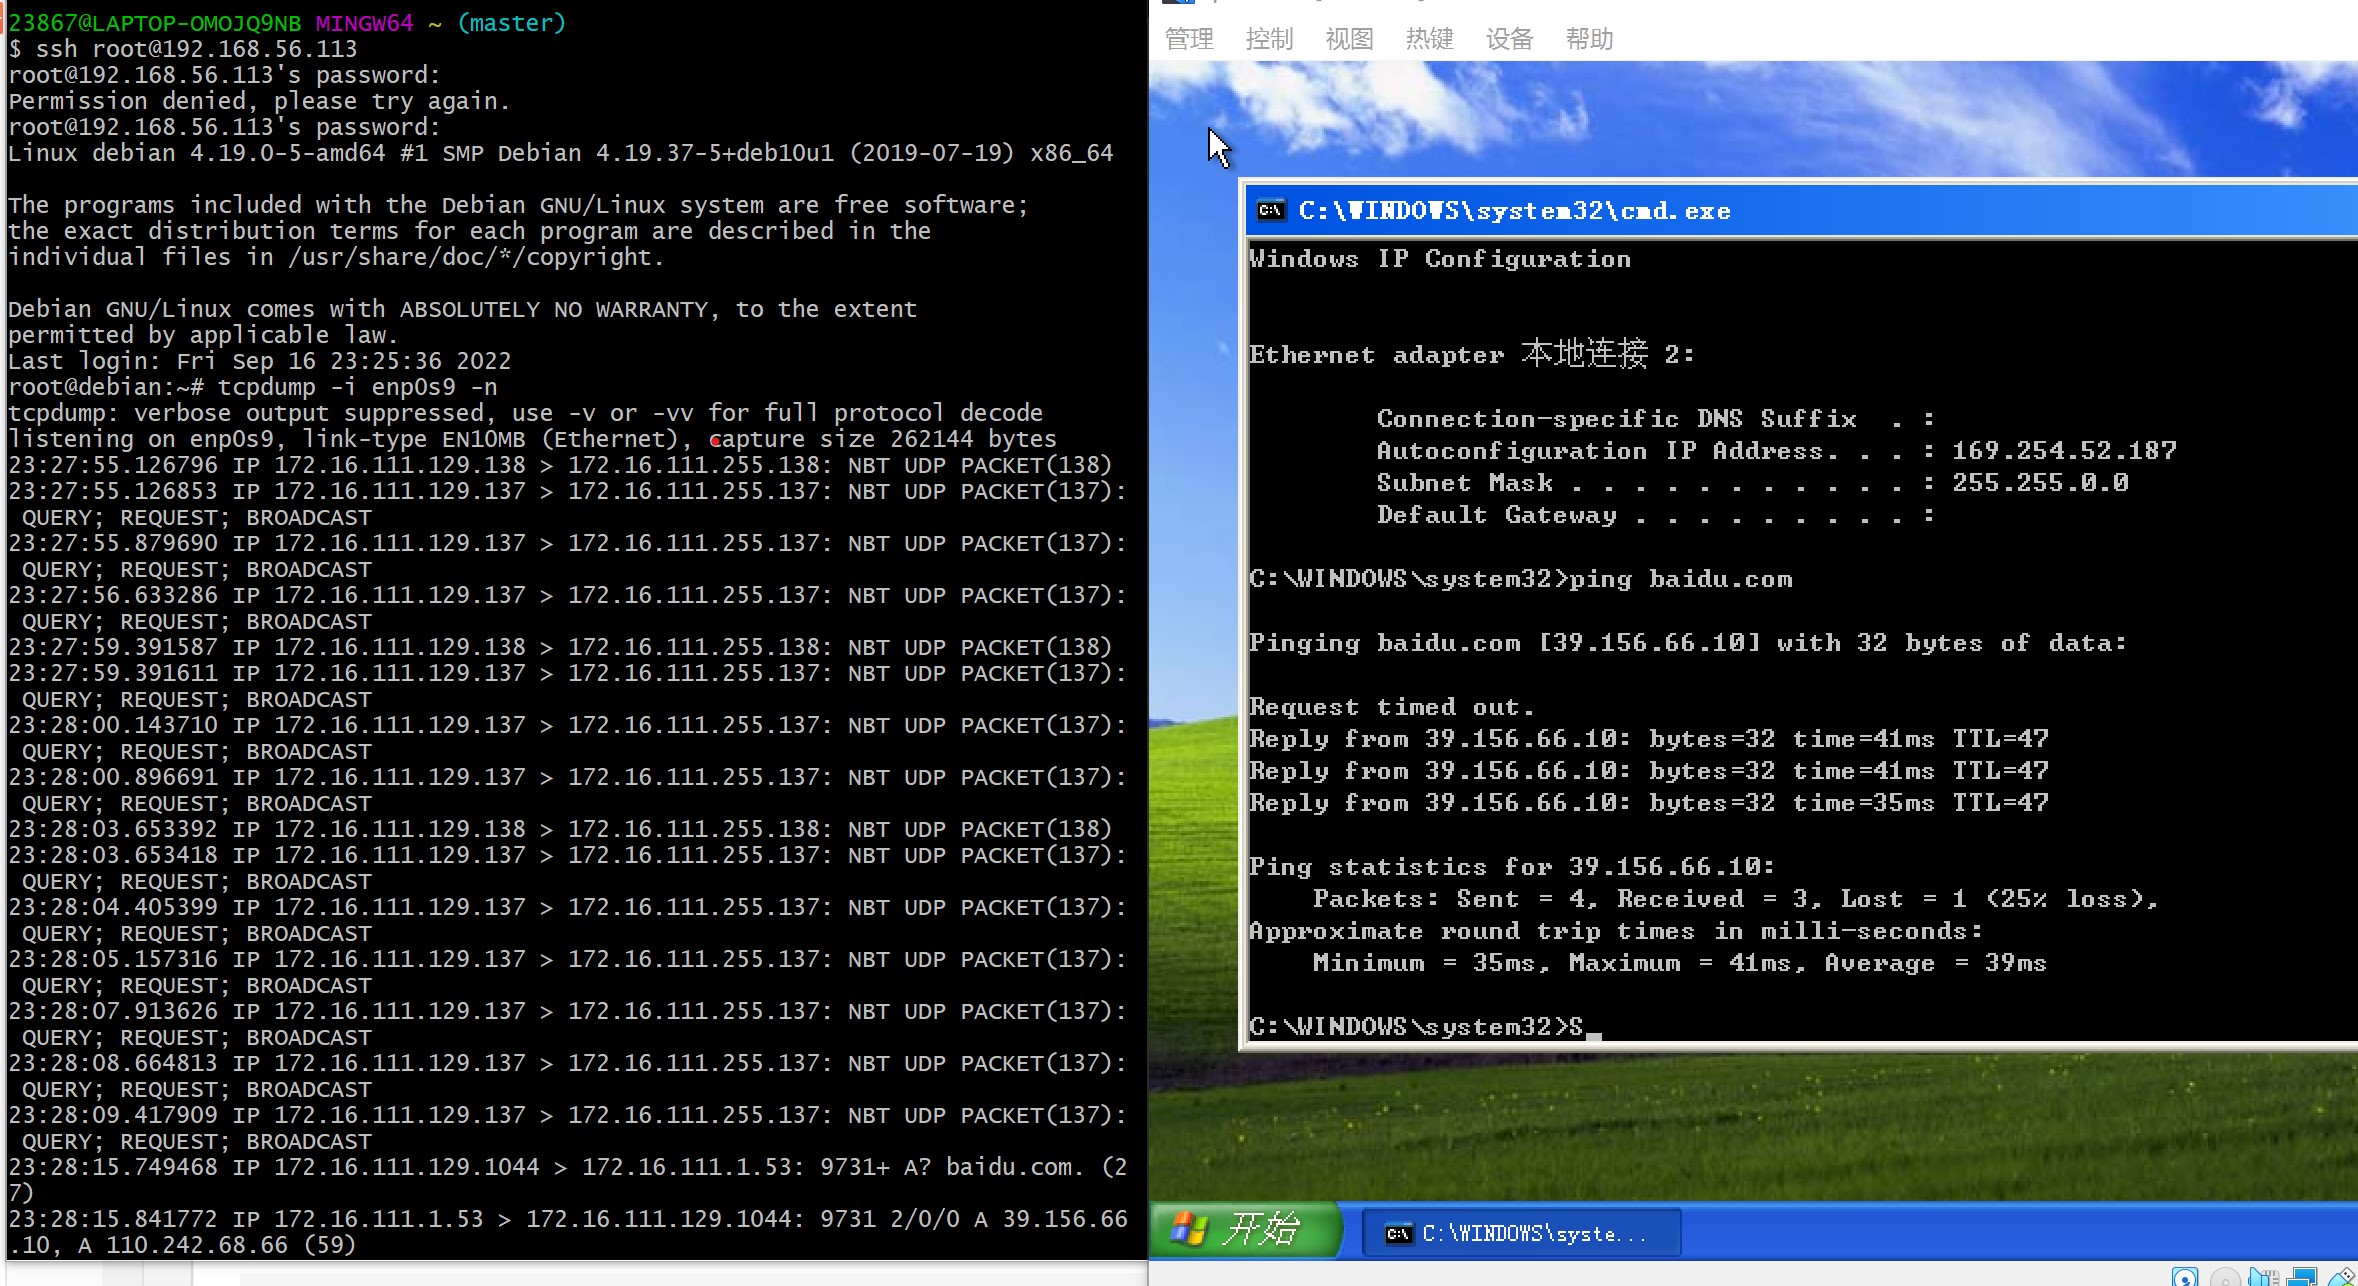 23867@LAPTOP-OMOJQ9NB MINGW64 ~ (master)
$ ssh root@192.168.56.113
root@192.168.56.113's password:
Permission denied, please try again.
root@192.168.56.113's password:
Linux debian 4.19.0-5-amd64 #1 SMP Debian 4.19.37-5+deb10u1 (2019-07-19) x86_64
The programs included with the Debian GNU/Linux system are free software;
the exact distribution terms for each program are described in the
individual files in /usr/share/doc/*/copyright.
Debian GNU/Linux comes with ABSOLUTELY NO WARRANTY, to the extent
permitted by applicable law.
Last login: Fri Sep 16 23:25:36 2022
root@debian:~# tcpdump -i enp0s9 -n
tcpdump: verbose output suppressed, use -v or -vv for full protocol decode
listening on enp0s9, link-type EN10MB (Ethernet), capture size 262144 bytes
23:27:55.126796 IP 172.16.111.129.138 > 172.16.111.255.138: NBT UDP PACKET(138)
23:27:55.126853 IP 172.16.111.129.137 > 172.16.111.255.137: NBT UDP PACKET(137):
QUERY; REQUEST; BROADCAST
23:27:55.879690 IP 172.16.111.129.137 > 172.16.111.255.137: NBT UDP PACKET(137):
QUERY; REQUEST; BROADCAST
23:27:56.633286 IP 172.16.111.129.137 > 172.16.111.255.137: NBT UDP PACKET(137):
QUERY; REQUEST; BROADCAST
23:27:59.391587 IP 172.16.111.129.138 > 172.16.111.255.138: NBT UDP PACKET(138)
23:27:59.391611 IP 172.16.111.129.137 > 172.16.111.255.137: NBT UDP PACKET(137):
QUERY; REQUEST; BROADCAST
23:28:00.143710 IP 172.16.111.129.137 > 172.16.111.255.137: NBT UDP PACKET(137):
QUERY; REQUEST; BROADCAST
23:28:00.896691 IP 172.16.111.129.137 > 172.16.111.255.137: NBT UDP PACKET(137):
QUERY; REQUEST; BROADCAST
23:28:03.653392 IP 172.16.111.129.138 > 172.16.111.255.138: NBT UDP PACKET(138)
23:28:03.653418 IP 172.16.111.129.137 > 172.16.111.255.137: NBT UDP PACKET(137):
QUERY; REQUEST; BROADCAST
23:28:04.405399 IP 172.16.111.129.137 > 172.16.111.255.137: NBT UDP PACKET(137):
QUERY; REQUEST; BROADCAST
23:28:05.157316 IP 172.16.111.129.137 > 172.16.111.255.137: NBT UDP PACKET(137):
QUERY; REQUEST; BROADCAST
23:28:07.913626 IP 172.16.111.129.137 > 172.16.111.255.137: NBT UDP PACKET(137):
QUERY; REQUEST; BROADCAST
23:28:08.664813 IP 172.16.111.129.137 > 172.16.111.255.137: NBT UDP PACKET(137):
QUERY; REQUEST; BROADCAST
23:28:09.417909 IP 172.16.111.129.137 > 172.16.111.255.137: NBT UDP PACKET(137):
QUERY; REQUEST; BROADCAST
23:28:15.749468 IP 172.16.111.129.1044 > 172.16.111.1.53: 9731+ A? baidu.com. (2
7)
23:28:15.841772 IP 172.16.111.1.53 > 172.16.111.129.1044: 9731 2/0/0 A 39.156.66
.10, A 110.242.68.66 (59)
管理 控制 视图 热键 设备 帮助
C:\WINDOWS\system32\cmd.exe
Windows IP Configuration
Ethernet adapter 本地连接 2:
Connection-specific DNS Suffix  . :
Autoconfiguration IP Address. . . : 169.254.52.187
Subnet Mask . . . . . . . . . . . : 255.255.0.0
Default Gateway . . . . . . . . . :
C:\WINDOWS\system32>ping baidu.com
Pinging baidu.com [39.156.66.10] with 32 bytes of data:
Request timed out.
Reply from 39.156.66.10: bytes=32 time=41ms TTL=47
Reply from 39.156.66.10: bytes=32 time=41ms TTL=47
Reply from 39.156.66.10: bytes=32 time=35ms TTL=47
Ping statistics for 39.156.66.10:
Packets: Sent = 4, Received = 3, Lost = 1 (25% loss),
Approximate round trip times in milli-seconds:
Minimum = 35ms, Maximum = 41ms, Average = 39ms
C:\WINDOWS\system32>S_
开始
C:\WINDOWS\syste...